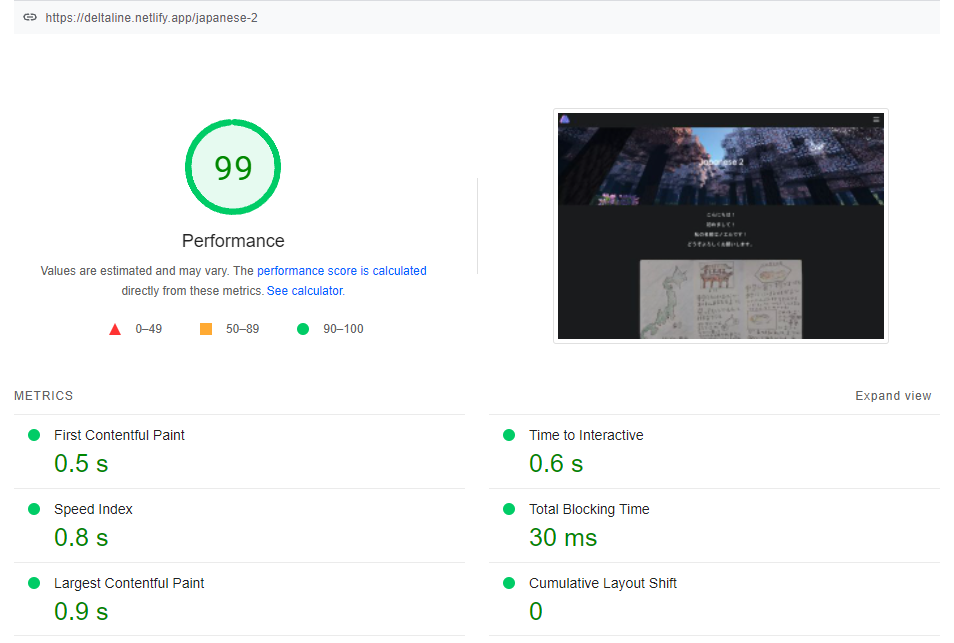 https://deltaline.netlify.app/japanese-2
99
Performance
Values are estimated and may vary. The performance score is calculated
directly from these metrics. See calculator.
0–49
50–89
90–100
Japanese 2
こんにちは！
初めまして！
どうぞよろしくお願いします。
METRICS
Expand view
First Contentful Paint
0.5 s
Time to Interactive
0.6 s
Speed Index
0.8 s
Total Blocking Time
30 ms
Largest Contentful Paint
0.9 s
Cumulative Layout Shift
0